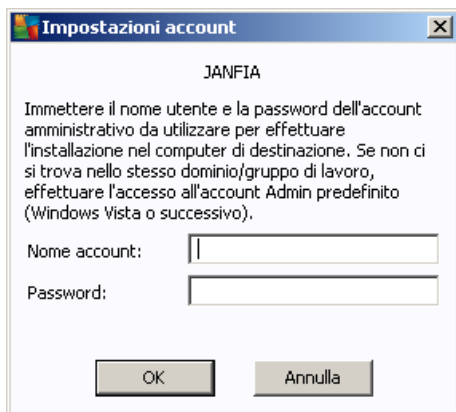 Impostazioni account
JANFIA
Immettere il nome utente e la password dell'account
amministrativo da utilizzare per effettuare
l'installazione nel computer di destinazione. Se non ci
si trova nello stesso dominio/gruppo di lavoro,
effettuare l'accesso all'account Admin predefinito
(Windows Vista o successivo).
Nome account:
Password:
OK Annulla